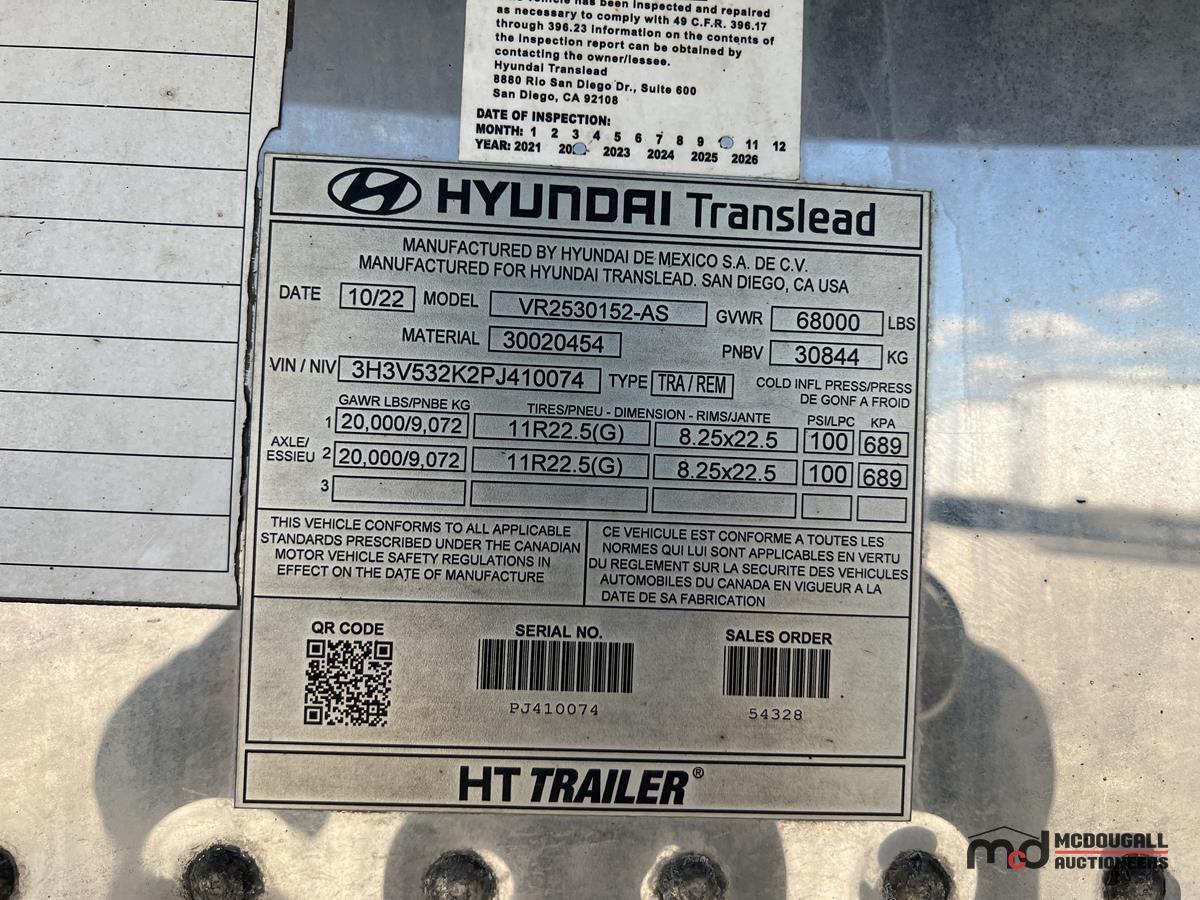 vehicle has been inspected and repaired
as necessary to comply with 49 C.F.R. 396.17
through 396.23 Information on the contents of
the inspection report can be obtained by
contacting the owner/lessee.
Hyundai Translead
8880 Rio San Diego Dr., Suite 600
San Diego, CA 92108
DATE OF INSPECTION:
MONTH: 1 2 3 4 5 6 7 8 9 11 12
YEAR: 2021 2023 2024 2025 2026
HYUNDAI Translead
MANUFACTURED BY HYUNDAI DE MEXICO S.A. DE C.V.
MANUFACTURED FOR HYUNDAI TRANSLEAD. SAN DIEGO, CA USA
DATE 10/22 MODEL VR2530152-AS GVWR 68000 LBS
MATERIAL 30020454 PNBV 30844 KG
VIN / NIV 3H3V532K2PJ410074 TYPE TRA / REM COLD INFL PRESS/PRESS
DE GONF A FROID
GAWR LBS/PNBE KG TIRES/PNEU - DIMENSION - RIMS/JANTE PSI/LPC KPA
1 20,000/9,072 11R22.5(G) 8.25x22.5 100 689
AXLE/
ESSIEU 2 20,000/9,072 11R22.5(G) 8.25x22.5 100 689
3
THIS VEHICLE CONFORMS TO ALL APPLICABLE
STANDARDS PRESCRIBED UNDER THE CANADIAN
MOTOR VEHICLE SAFETY REGULATIONS IN
EFFECT ON THE DATE OF MANUFACTURE
CE VEHICULE EST CONFORME A TOUTES LES
NORMES QUI LUI SONT APPLICABLES EN VERTU
DU REGLEMENT SUR LA SECURITE DES VEHICULES
AUTOMOBILES DU CANADA EN VIGUEUR A LA
DATE DE SA FABRICATION
QR CODE
SERIAL NO.
PJ410074
SALES ORDER
54328
HT TRAILER®
mcd MCDOUGALL
AUCTIONEERS